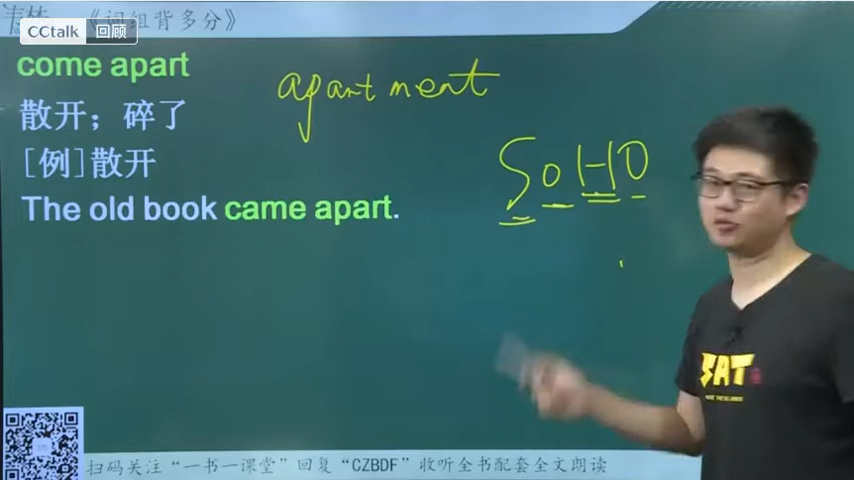 CCtalk 回顾
《词组背多分》
come apart
散开；碎了
[例]散开
The old book came apart.
apartment
SOHO
SAT
扫码关注“一书一课堂”回复“CZBDF”收听全书配套全文朗读